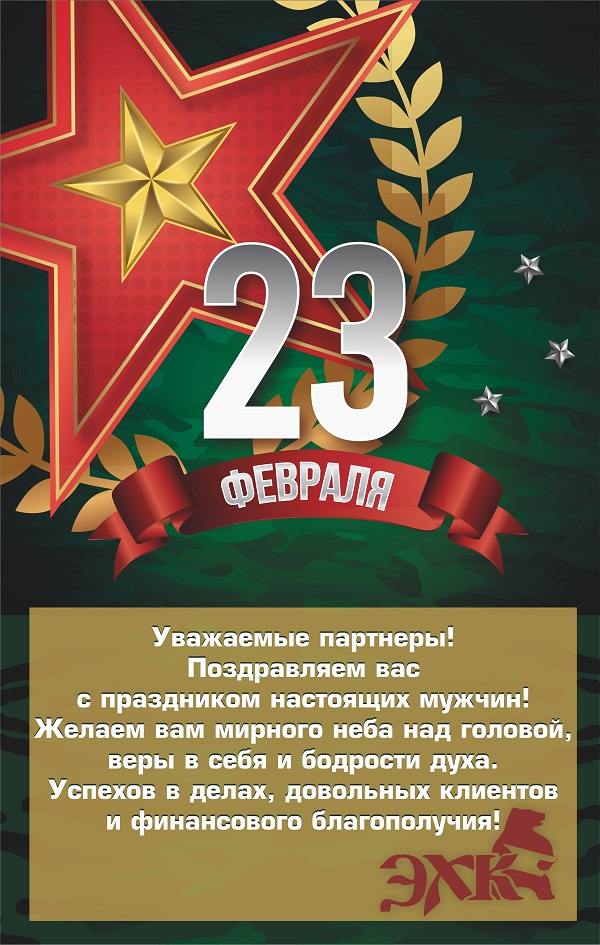 23
ФЕВРАЛЯ
Уважаемые партнеры!
Поздравляем вас
с праздником настоящих мужчин!
Желаем вам мирного неба над головой,
веры в себя и бодрости духа.
Успехов в делах, довольных клиентов
и финансового благополучия!
ЭХК